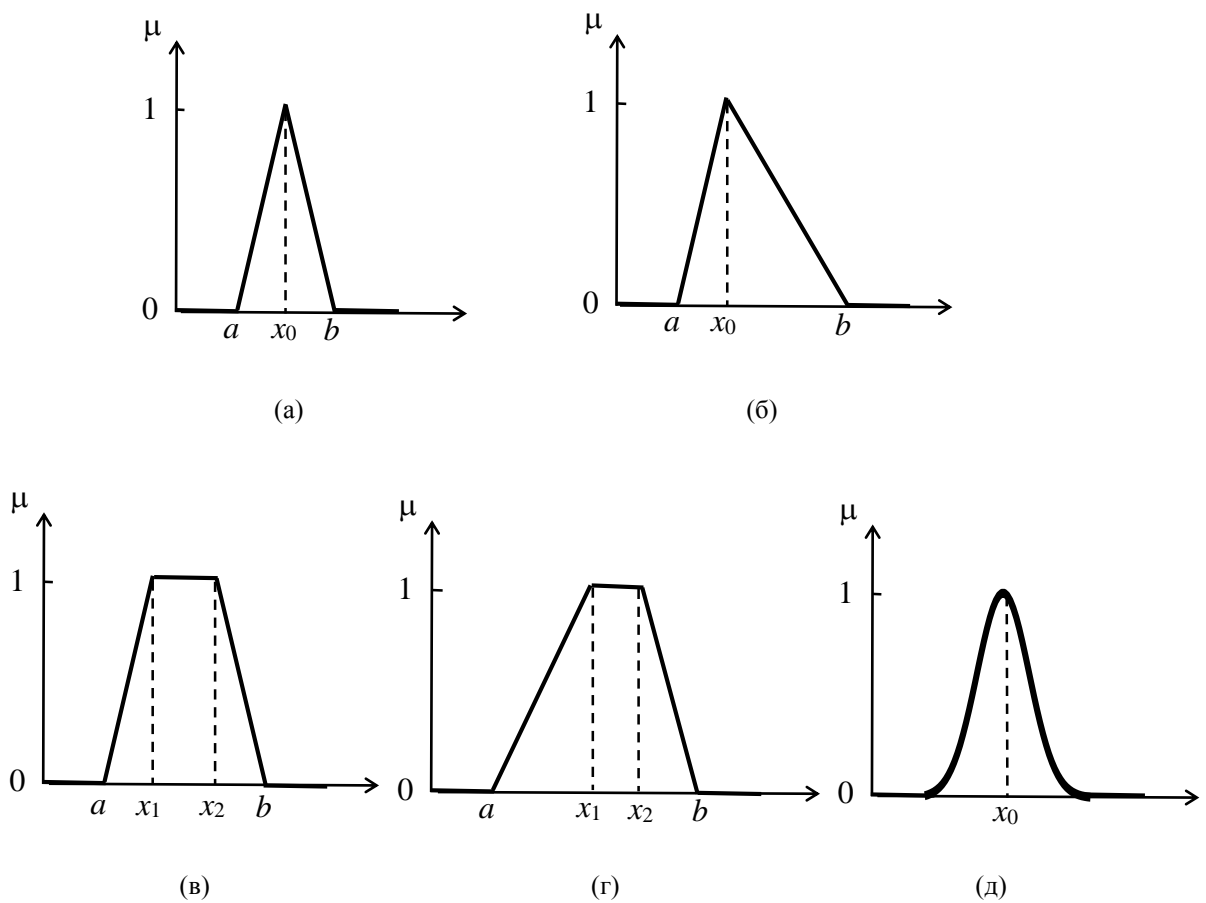 μ μ
1 1
0 0
a x0 b a x0 b
(а) (б)
μ μ μ
1 1 1
0 0 0
a x1 x2 b a x1 x2 b x0
(в) (г) (д)